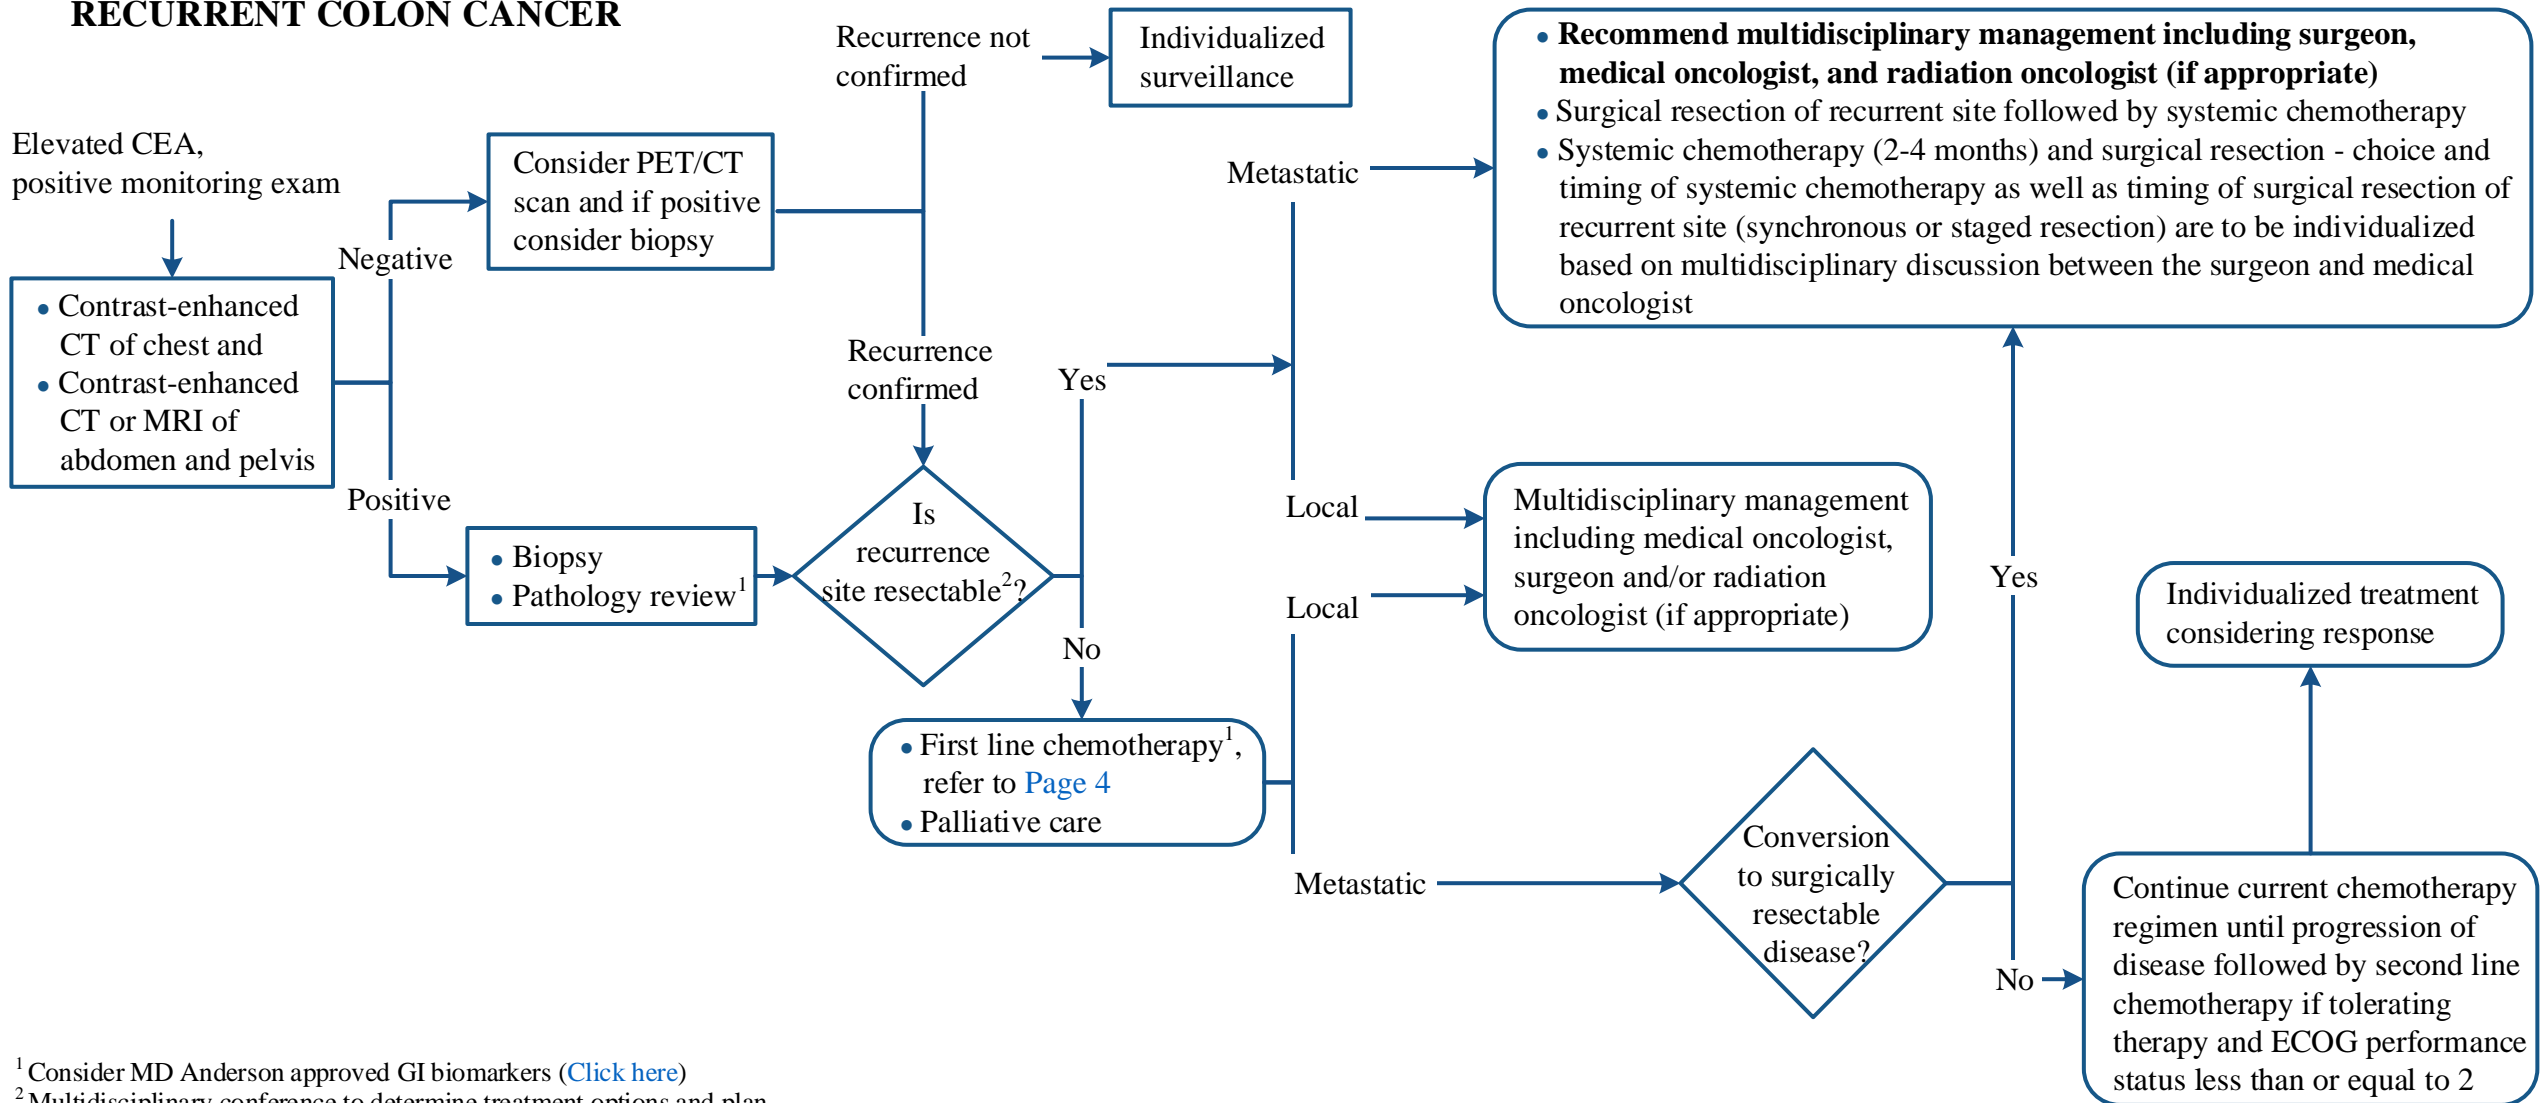 RECURRENT COLON CANCER
Elevated CEA,
positive monitoring exam
• Contrast-enhanced
CT of chest and
• Contrast-enhanced
CT or MRI of
abdomen and pelvis
Negative
Positive
Consider PET/CT
scan and if positive
consider biopsy
• Biopsy
• Pathology review1
Recurrence not
confirmed
Individualized
surveillance
Recurrence
confirmed
Is
recurrence
site resectable2?
Yes
No
• First line chemotherapy1,
refer to Page 4
• Palliative care
Metastatic
• Recommend multidisciplinary management including surgeon,
medical oncologist, and radiation oncologist (if appropriate)
• Surgical resection of recurrent site followed by systemic chemotherapy
• Systemic chemotherapy (2-4 months) and surgical resection - choice and
timing of systemic chemotherapy as well as timing of surgical resection of
recurrent site (synchronous or staged resection) are to be individualized
based on multidisciplinary discussion between the surgeon and medical
oncologist
Local
Local
Multidisciplinary management
including medical oncologist,
surgeon and/or radiation
oncologist (if appropriate)
Metastatic
Conversion
to surgically
resectable
disease?
Yes
No
Individualized treatment
considering response
Continue current chemotherapy
regimen until progression of
disease followed by second line
chemotherapy if tolerating
therapy and ECOG performance
status less than or equal to 2
1 Consider MD Anderson approved GI biomarkers (Click here)
2 Multidisciplinary conference to determine treatment options and plan